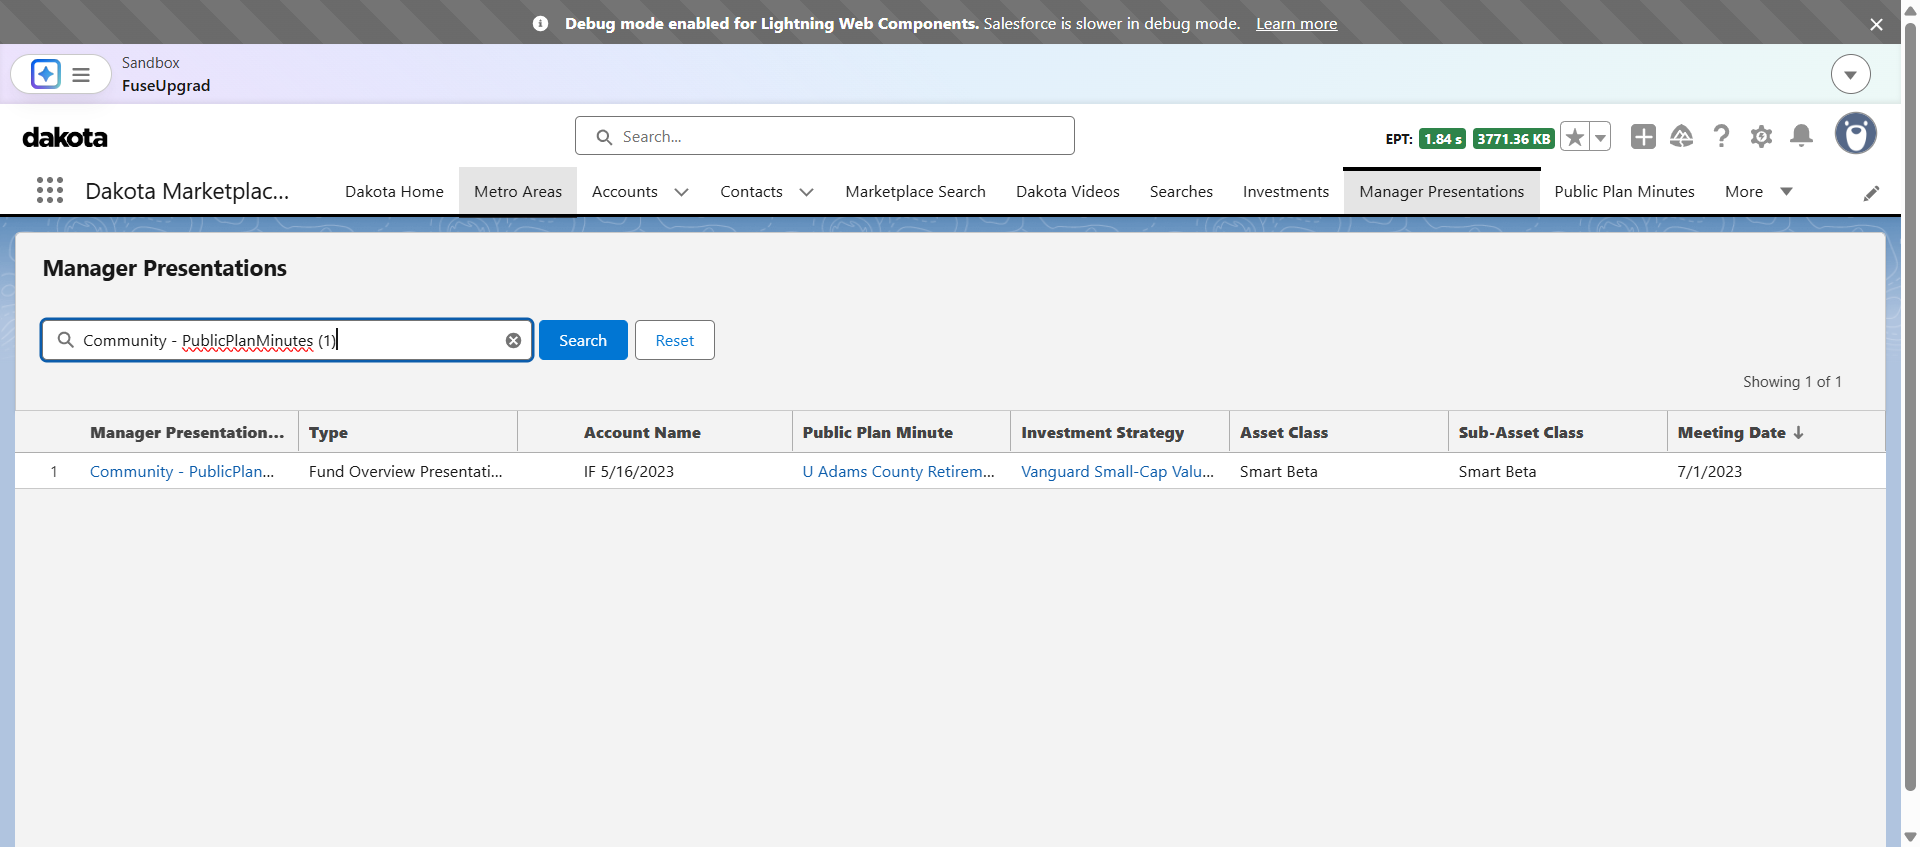 Debug mode enabled for Lightning Web Components. Salesforce is slower in debug mode. Learn more
Sandbox
FuseUpgrad
dakota
Search...
EPT: 1.84 s 3771.36 KB
Dakota Marketplac...
Dakota Home
Metro Areas
Accounts
Contacts
Marketplace Search
Dakota Videos
Searches
Investments
Manager Presentations
Public Plan Minutes
More
Manager Presentations
Community - PublicPlanMinutes (1)
Search
Reset
Showing 1 of 1
Manager Presentation... Type Account Name Public Plan Minute Investment Strategy Asset Class Sub-Asset Class Meeting Date
1 Community - PublicPlan... Fund Overview Presentati... IF 5/16/2023 U Adams County Retirem... Vanguard Small-Cap Valu... Smart Beta Smart Beta 7/1/2023